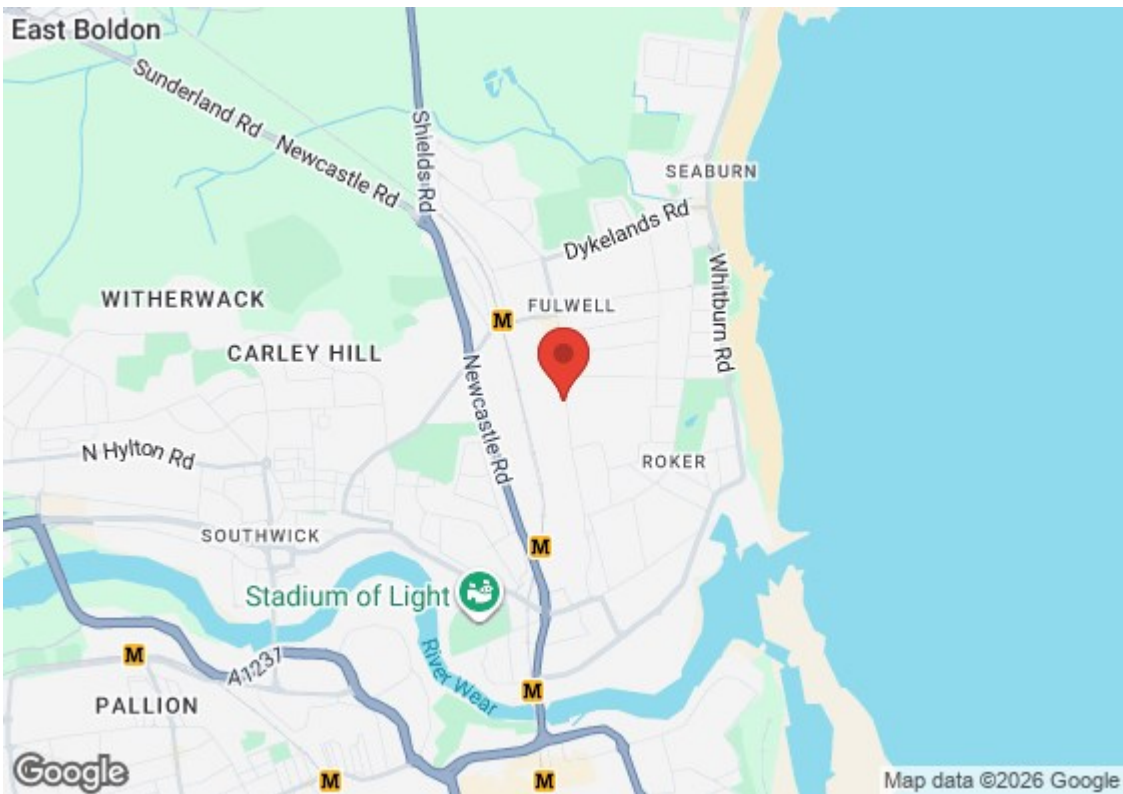 East Boldon
Sunderland Rd
Newcastle Rd
Shields Rd
SEABURN
Dykelands Rd
Whitburn Rd
WITHERWACK
FULWELL
M
CARLEY HILL
Newcastle Rd
N Hylton Rd
ROKER
SOUTHWICK
M
Stadium of Light
River Wear
M
A1231
M
PALLION
Google
M
M
Map data ©2026 Google